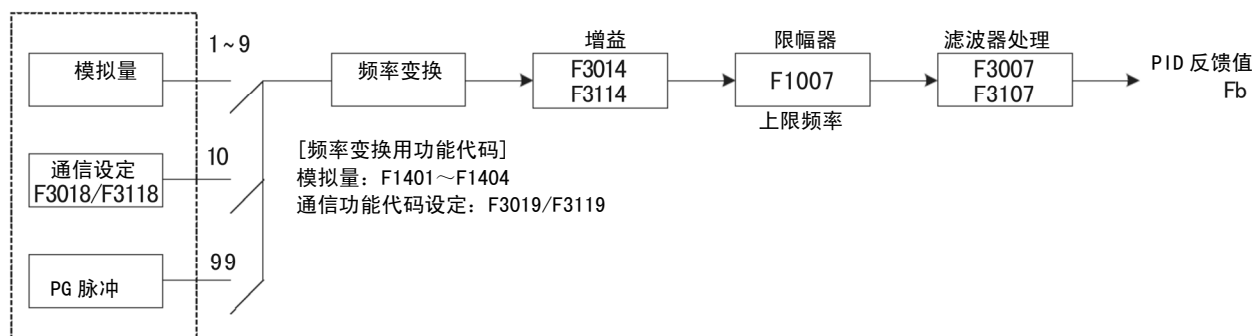 1~9
模拟量
频率变换
增益
F3014
F3114
限幅器
F1007
上限频率
滤波器处理
F3007
F3107
PID 反馈值
Fb
10
通信设定
F3018/F3118
[频率变换用功能代码]
模拟量：F1401～F1404
通信功能代码设定：F3019/F3119
99
PG 脉冲